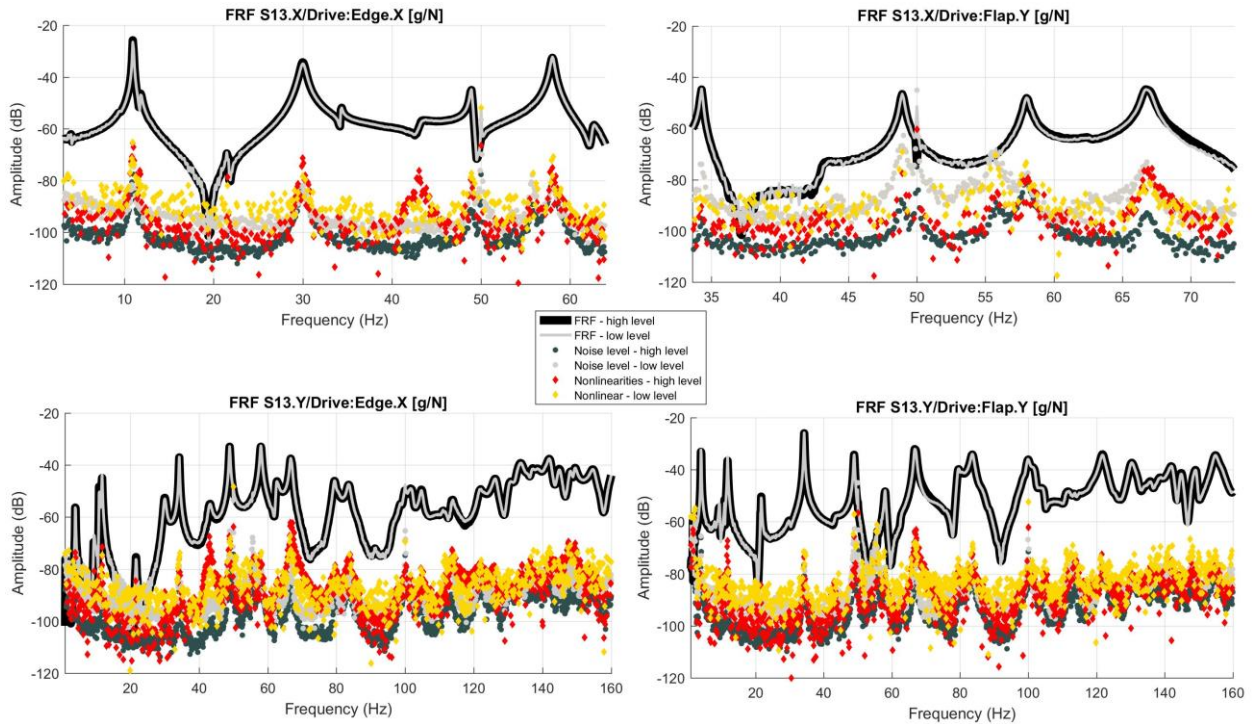 FRF S13.X/Drive:Edge.X [g/N]
-20
-40
-60
-80
-100
-120
Amplitude (dB)
10 20 30 40 50 60
Frequency (Hz)
FRF S13.X/Drive:Flap.Y [g/N]
-20
-40
-60
-80
-100
-120
Amplitude (dB)
35 40 45 50 55 60 65 70
Frequency (Hz)
FRF - high level
FRF - low level
Noise level - high level
Noise level - low level
Nonlinearities - high level
Nonlinear - low level
FRF S13.Y/Drive:Edge.X [g/N]
-20
-40
-60
-80
-100
-120
Amplitude (dB)
20 40 60 80 100 120 140 160
Frequency (Hz)
FRF S13.Y/Drive:Flap.Y [g/N]
-20
-40
-60
-80
-100
-120
Amplitude (dB)
20 40 60 80 100 120 140 160
Frequency (Hz)